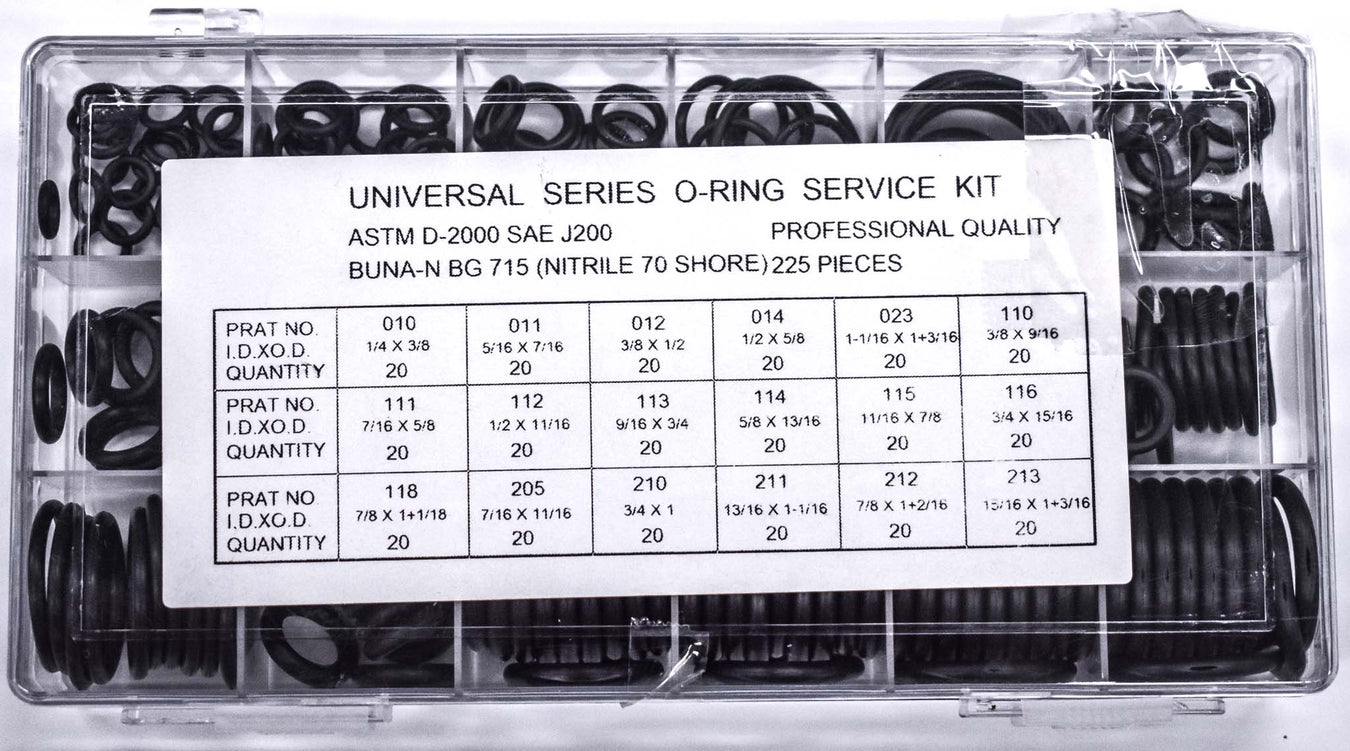 UNIVERSAL SERIES O-RING SERVICE KIT
ASTM D-2000 SAE J200 PROFESSIONAL QUALITY
BUNA-N BG 715 (NITRILE 70 SHORE) 225 PIECES
PRAT NO. 010 011 012 014 023 110
I.D.XO.D. 1/4 X 3/8 5/16 X 7/16 3/8 X 1/2 1/2 X 5/8 1-1/16 X 1+3/16 3/8 X 9/16
QUANTITY 20 20 20 20 20 20
PRAT NO. 111 112 113 114 115 116
I.D.XO.D. 7/16 X 5/8 1/2 X 11/16 9/16 X 3/4 5/8 X 13/16 11/16 X 7/8 3/4 X 15/16
QUANTITY 20 20 20 20 20 20
PRAT NO. 118 205 210 211 212 213
I.D.XO.D. 7/8 X 1+1/18 7/16 X 11/16 3/4 X 1 13/16 X 1-1/16 7/8 X 1+2/16 15/16 X 1+3/16
QUANTITY 20 20 20 20 20 20